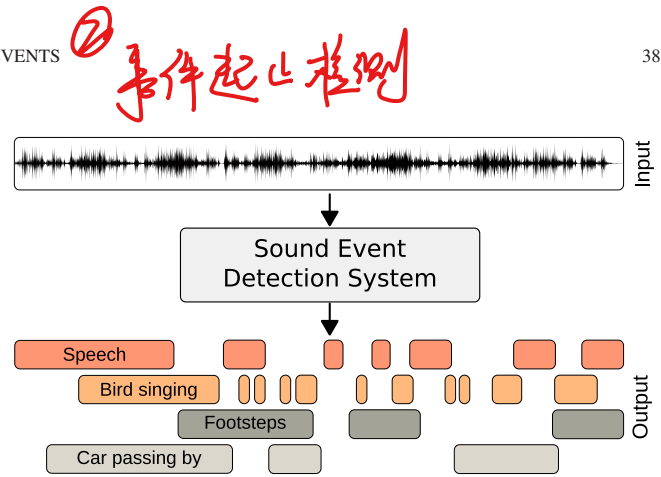 VENTS
38
② 事件起止检测
Input
Sound Event
Detection System
Speech
Bird singing
Footsteps
Car passing by
Output